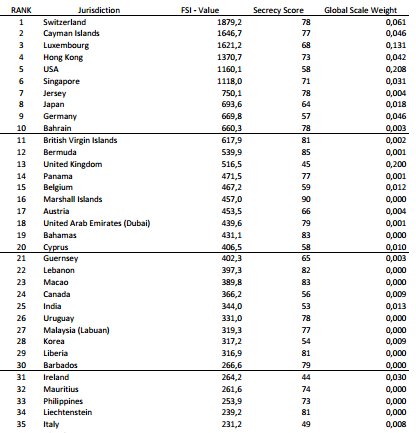 RANK Jurisdiction FSI - Value Secrecy Score Global Scale Weight
1 Switzerland 1879,2 78 0,061
2 Cayman Islands 1646,7 77 0,046
3 Luxembourg 1621,2 68 0,131
4 Hong Kong 1370,7 73 0,042
5 USA 1160,1 58 0,208
6 Singapore 1118,0 71 0,031
7 Jersey 750,1 78 0,004
8 Japan 693,6 64 0,018
9 Germany 669,8 57 0,046
10 Bahrain 660,3 78 0,003
11 British Virgin Islands 617,9 81 0,002
12 Bermuda 539,9 85 0,001
13 United Kingdom 516,5 45 0,200
14 Panama 471,5 77 0,001
15 Belgium 467,2 59 0,012
16 Marshall Islands 457,0 90 0,000
17 Austria 453,5 66 0,004
18 United Arab Emirates (Dubai) 439,6 79 0,001
19 Bahamas 431,1 83 0,000
20 Cyprus 406,5 58 0,010
21 Guernsey 402,3 65 0,003
22 Lebanon 397,3 82 0,000
23 Macao 389,8 83 0,000
24 Canada 366,2 56 0,009
25 India 344,0 53 0,013
26 Uruguay 331,0 78 0,000
27 Malaysia (Labuan) 319,3 77 0,000
28 Korea 317,2 54 0,009
29 Liberia 316,9 81 0,000
30 Barbados 266,6 79 0,000
31 Ireland 264,2 44 0,030
32 Mauritius 261,6 74 0,000
33 Philippines 253,9 73 0,000
34 Liechtenstein 239,2 81 0,000
35 Italy 231,2 49 0,008